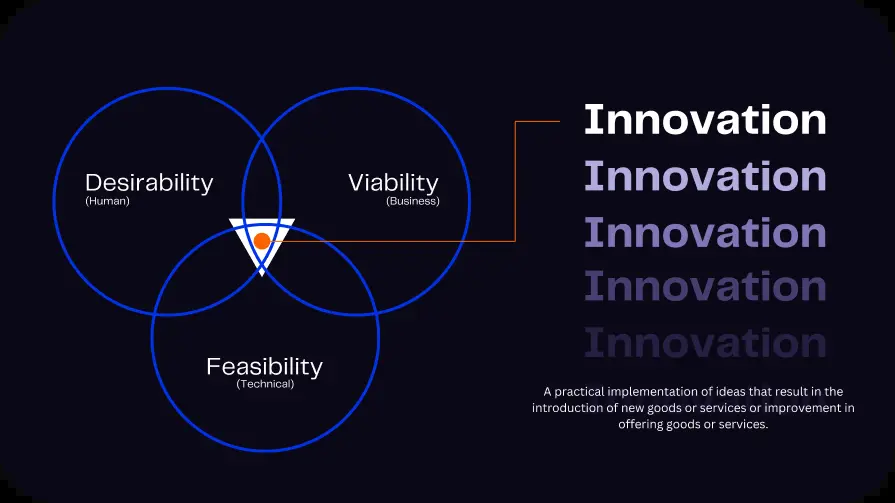 Desirability
(Human)
Viability
(Business)
Feasibility
(Technical)
Innovation
Innovation
Innovation
Innovation
Innovation
A practical implementation of ideas that result in the
introduction of new goods or services or improvement in
offering goods or services.